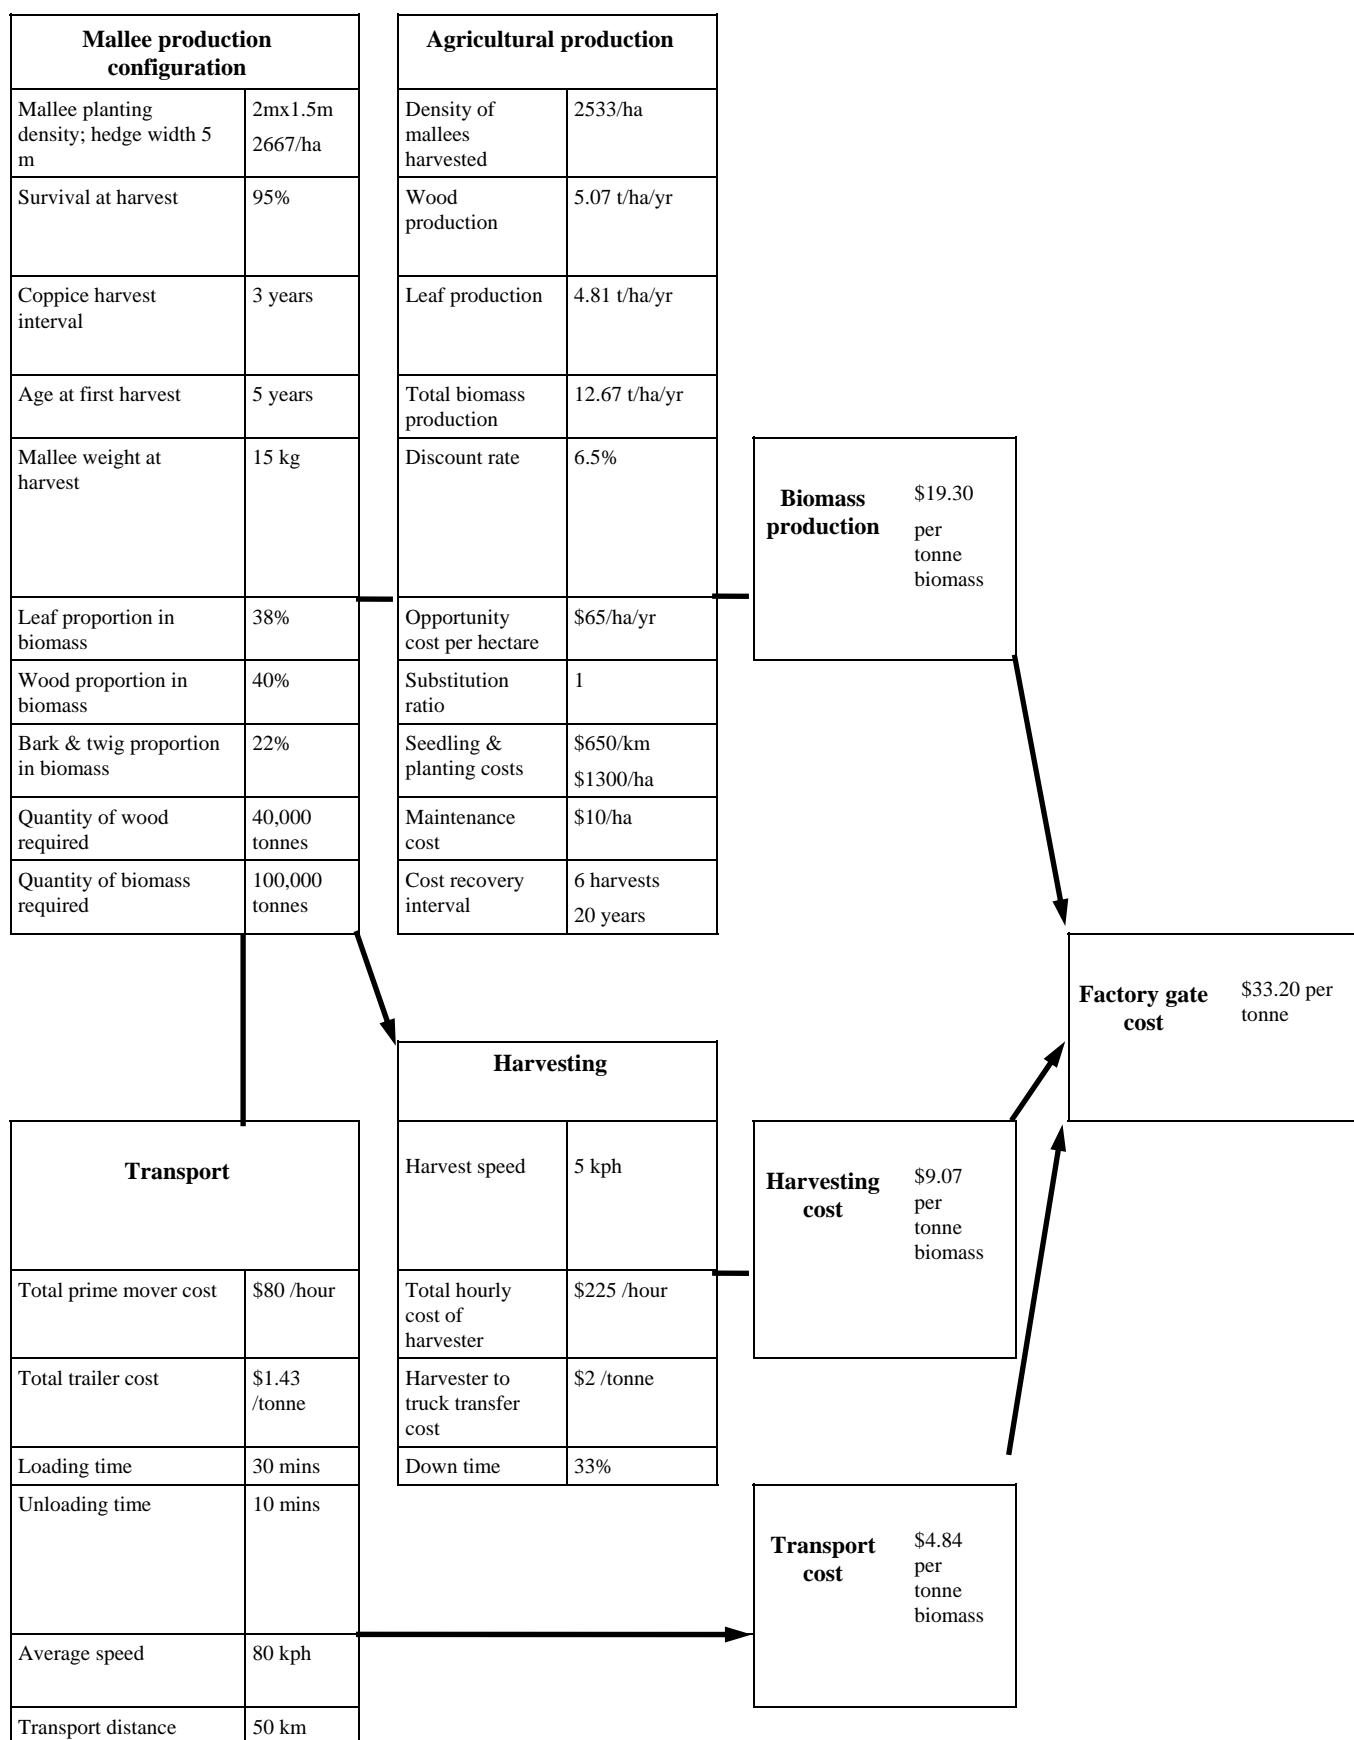 Mallee production
configuration
Mallee planting
density; hedge width 5
m
2mx1.5m
2667/ha
Survival at harvest
95%
Coppice harvest
interval
3 years
Age at first harvest
5 years
Mallee weight at
harvest
15 kg
Leaf proportion in
biomass
38%
Wood proportion in
biomass
40%
Bark & twig proportion
in biomass
22%
Quantity of wood
required
40,000
tonnes
Quantity of biomass
required
100,000
tonnes
Agricultural production
Density of
mallees
harvested
2533/ha
Wood
production
5.07 t/ha/yr
Leaf production
4.81 t/ha/yr
Total biomass
production
12.67 t/ha/yr
Discount rate
6.5%
Opportunity
cost per hectare
$65/ha/yr
Substitution
ratio
1
Seedling &
planting costs
$650/km
$1300/ha
Maintenance
cost
$10/ha
Cost recovery
interval
6 harvests
20 years
Biomass
production
$19.30
per
tonne
biomass
Factory gate
cost
$33.20 per
tonne
Harvesting
Harvest speed
5 kph
Total hourly
cost of
harvester
$225 /hour
Harvester to
truck transfer
cost
$2 /tonne
Down time
33%
Harvesting
cost
$9.07
per
tonne
biomass
Transport
Total prime mover cost
$80 /hour
Total trailer cost
$1.43
/tonne
Loading time
30 mins
Unloading time
10 mins
Average speed
80 kph
Transport distance
50 km
Transport
cost
$4.84
per
tonne
biomass